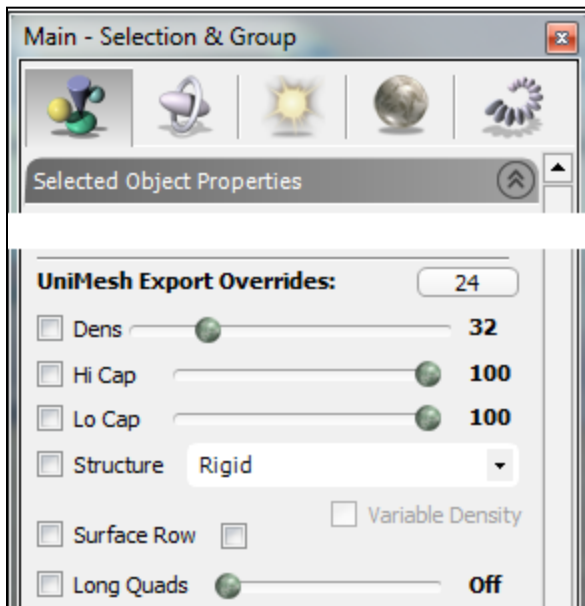 Main - Selection & Group
Selected Object Properties
UniMesh Export Overrides: 24
Dens 32
Hi Cap 100
Lo Cap 100
Structure Rigid
Variable Density
Surface Row
Long Quads Off